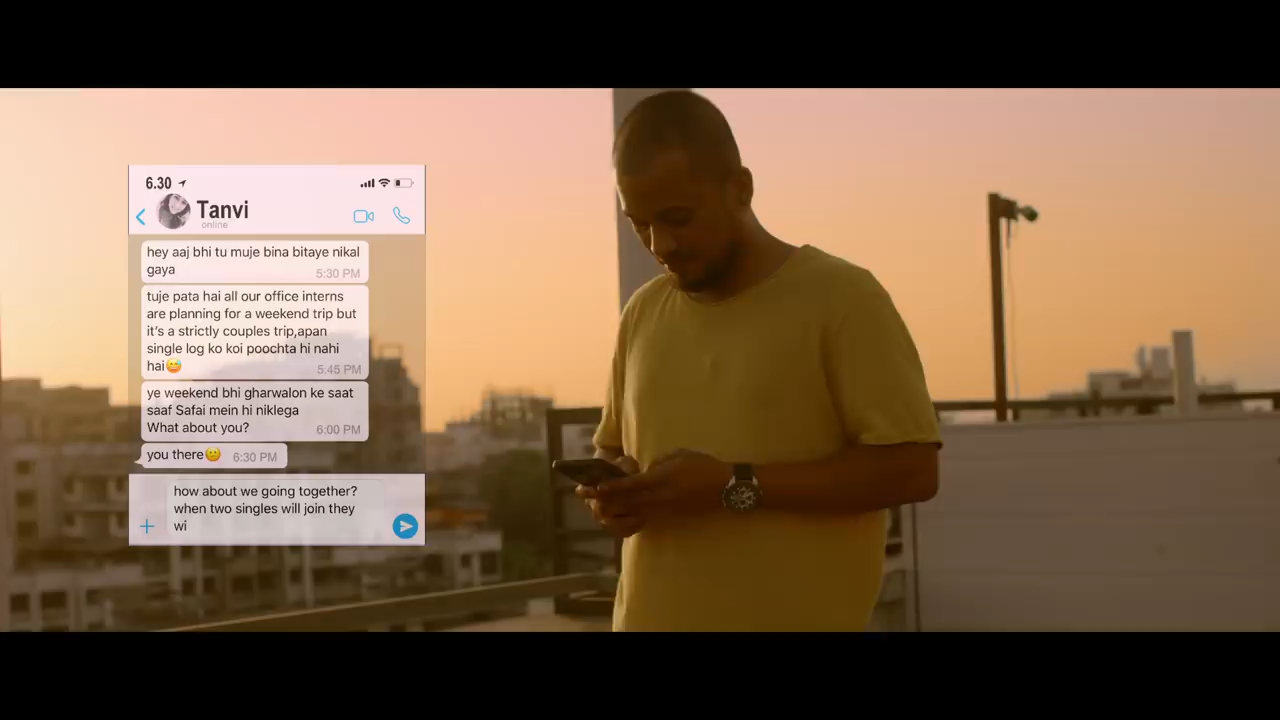 6.30
Tanvi
online
hey aaj bhi tu muje bina bitaye nikal
gaya
5:30 PM
tuje pata hai all our office interns
are planning for a weekend trip but
it's a strictly couples trip,apan
single log ko koi poochta hi nahi
hai😅
5:45 PM
ye weekend bhi gharwalon ke saat
saaf Safai mein hi niklega
What about you?
6:00 PM
you there🙂 6:30 PM
how about we going together?
when two singles will join they
wi